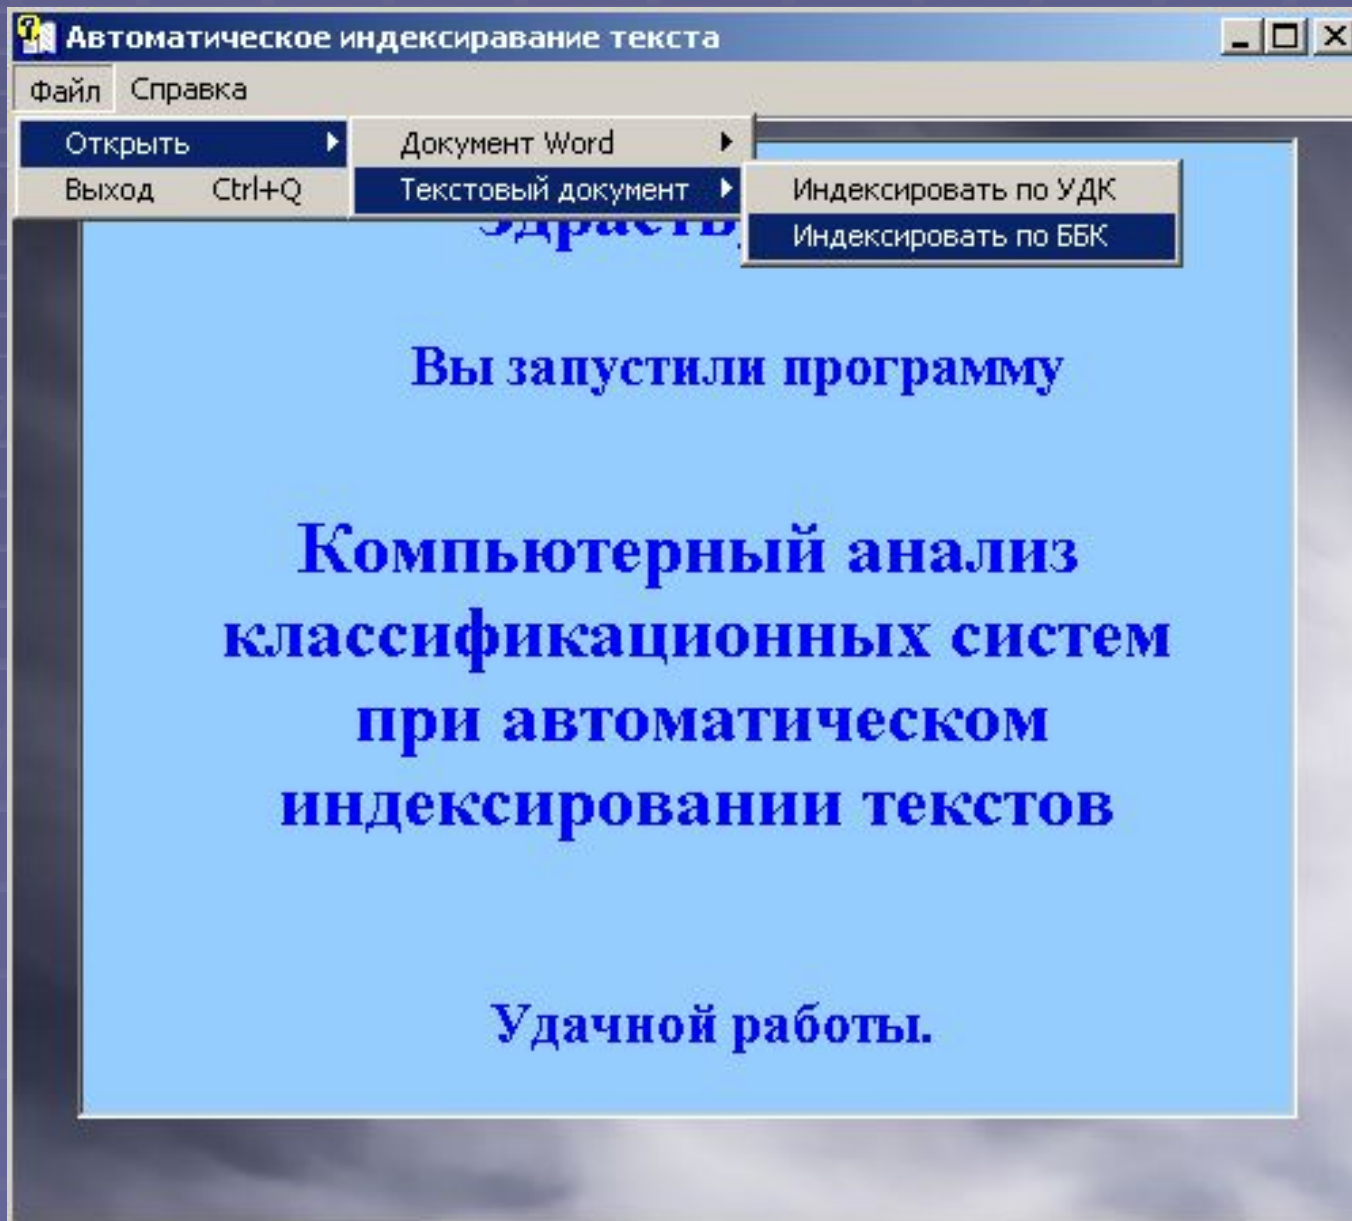 Автоматическое индексиравание текста
Файл Справка
Открыть
Выход Ctrl+Q
Документ Word
Текстовый документ
Индексировать по УДК
Индексировать по ББК
Вы запустили программу
Компьютерный анализ
классификационных систем
при автоматическом
индексировании текстов
Удачной работы.